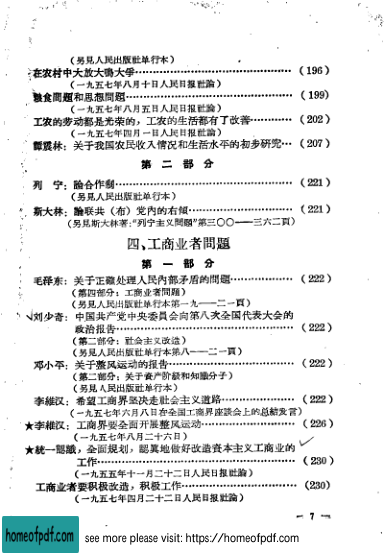 (另見人民出版社单行本)
在农村中大放大鳴大爭……(196)
(一九五七年八月十日人民日报社論)
粮食問題和思想問題……(199)
(一九五七年八月五日人民日报社論)
工农的劳动都是光荣的，工农的生活都有了改善……(202)
(一九五七年四月一日人民日报社論)
譚震林：关于我国农民收入情况和生活水平的初步研究…(207)
第二部分
列　宁：論合作制……(221)
(另見人民出版社单行本)
斯大林：論联共（布）党內的右傾……(221)
(另見斯大林著:“列宁主义問題”第三〇〇——三六二頁)
四、工商业者問題
第一部分
毛泽东：关于正确处理人民內部矛盾的問題……(222)
(第四部分：工商业者問題)
(另見人民出版社单行本第一九—二一頁)
刘少奇：中国共产党中央委員会向第八次全国代表大会的
政治报告……(222)
(第二部分：社会主义改造)
(另見人民出版社单行本第八—二一頁)
邓小平：关于整风运动的报告……(222)
(第二部分：关于資产阶級和知識分子)
(另見人民出版社单行本)
李維汉：希望工商界坚决走社会主义道路……(222)
(一九五七年六月八日在全国工商界座談会上的总結发言)
★李維汉：工商界要全面开展整风运动……(226)
(一九五七年八月二十六日)
★統一認識，全面規划，認眞地做好改造資本主义工商业的
工作……(230)
(一九五五年十一月二十二日人民日报社論)
工商业者要积极改造，积极工作……(230)
(一九五七年四月二十二日人民日报社論)
— 7 —
homeofpdf.com
see more please visit: https://homeofpdf.com